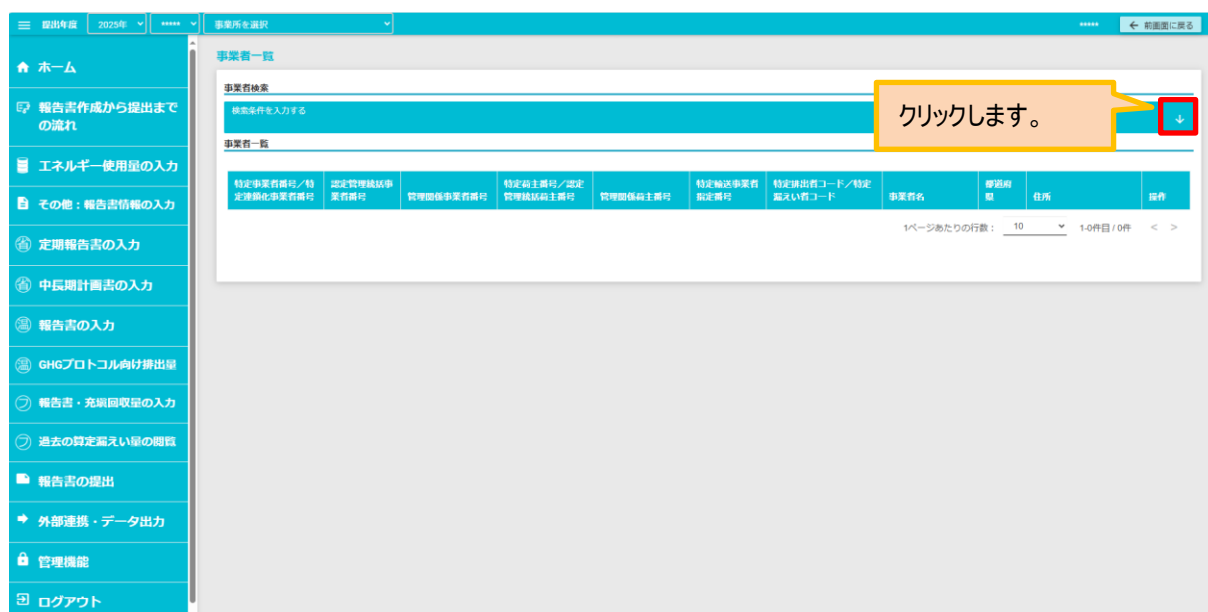 提出年度 2025年 ***** 事業所を選択 ***** ← 前画面に戻る
ホーム
報告書作成から提出まで
の流れ
エネルギー使用量の入力
その他：報告書情報の入力
定期報告書の入力
中長期計画書の入力
報告書の入力
GHGプロトコル向け排出量
報告書・充塡回収量の入力
過去の算定漏えい量の閲覧
報告書の提出
外部連携・データ出力
管理機能
ログアウト
事業者一覧
事業者検索
検索条件を入力する
クリックします。
事業者一覧
特定事業者番号／特
定連鎖化事業者番号
認定管理統括事
業者番号
管理関係事業者番号
特定荷主番号／認定
管理統括荷主番号
管理関係荷主番号
特定輸送事業者
指定番号
特定排出者コード／特定
漏えい者コード
事業者名
都道府
県
住所
操作
1ページあたりの行数： 10 1-0件目 / 0件 < >